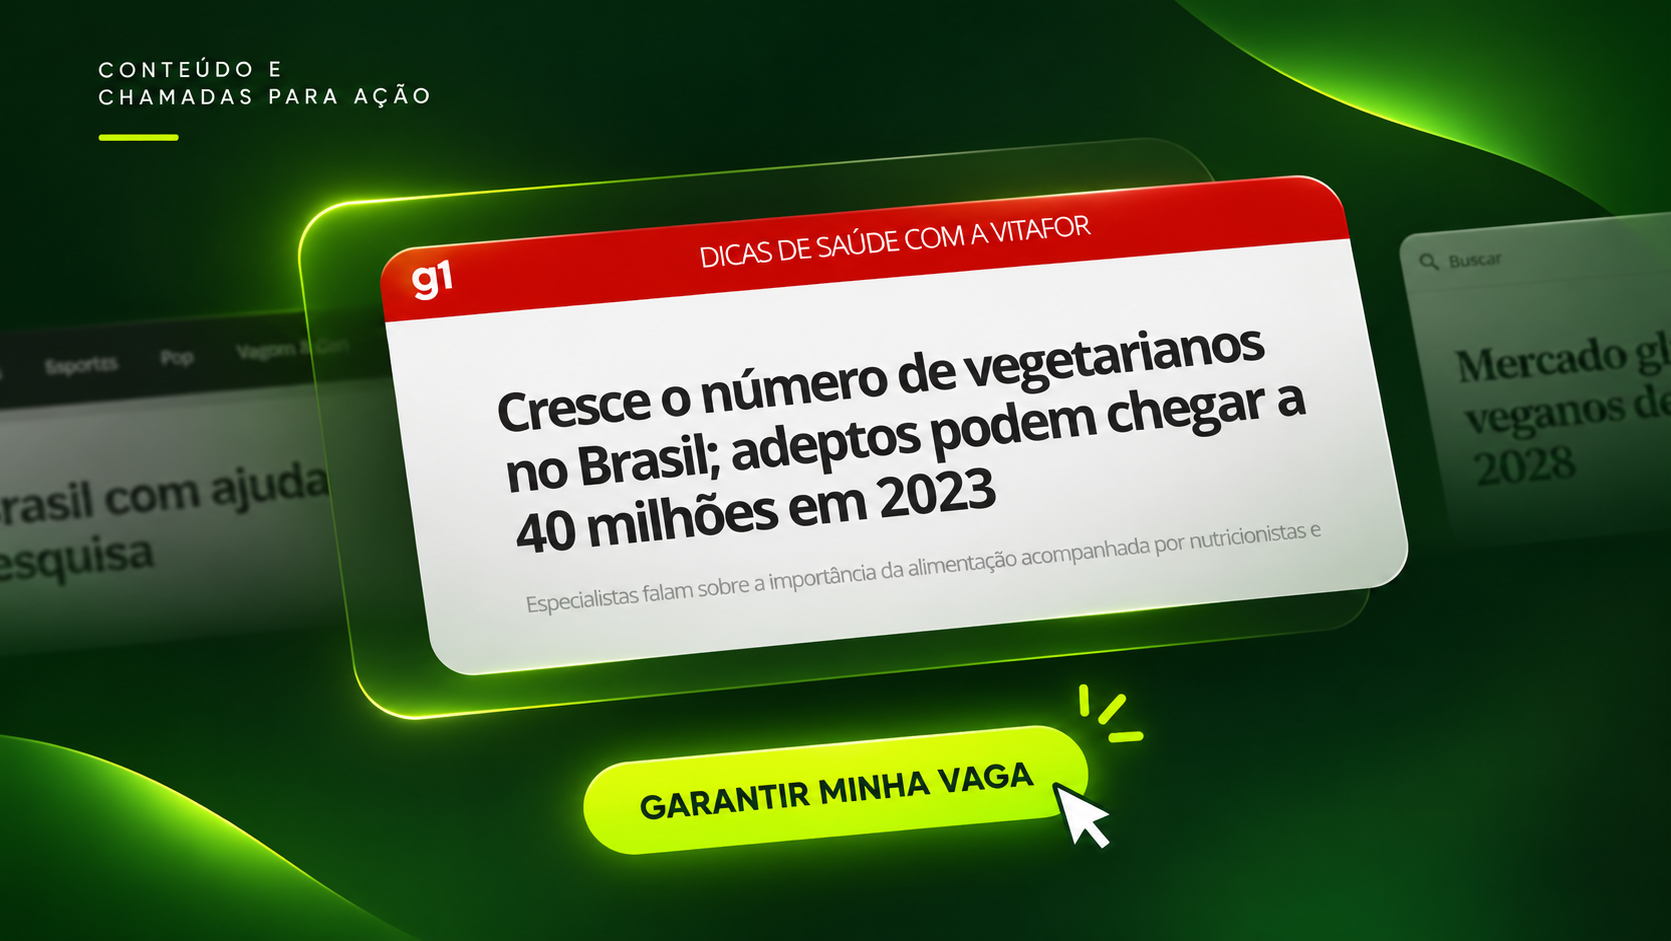 CONTEÚDO E
CHAMADAS PARA AÇÃO
g1
DICAS DE SAÚDE COM A VITAFOR
Cresce o número de vegetarianos
no Brasil; adeptos podem chegar a
40 milhões em 2023
Especialistas falam sobre a importância da alimentação acompanhada por nutricionistas e
Esportes Pop
rasil com ajuda
esquisa
Buscar
Mercado gl
veganos de
2028
GARANTIR MINHA VAGA